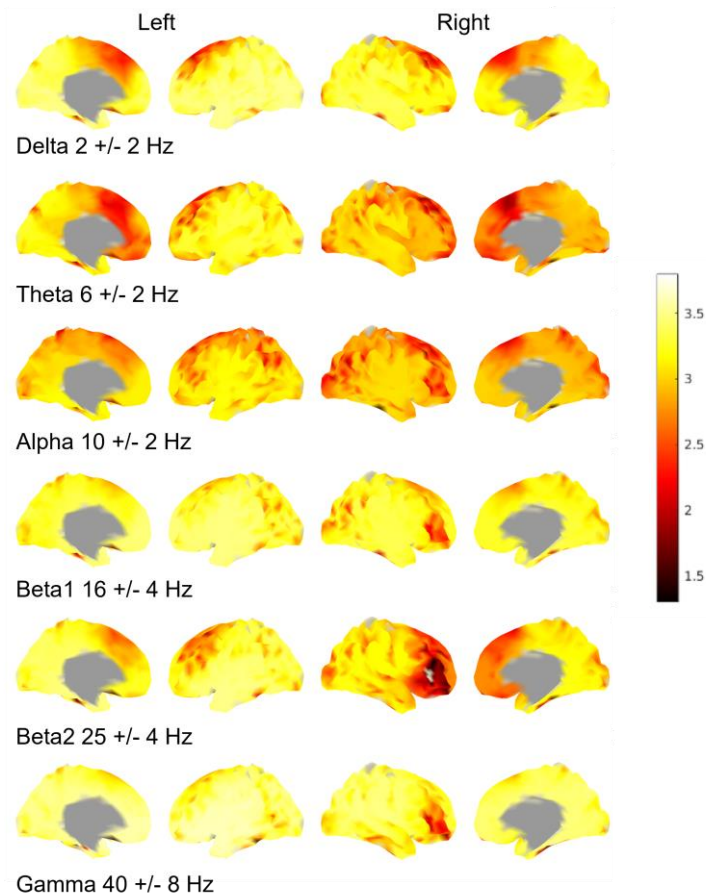 Left Right
Delta 2 +/- 2 Hz
Theta 6 +/- 2 Hz
3.5
3
Alpha 10 +/- 2 Hz
2.5
2
Beta1 16 +/- 4 Hz
1.5
Beta2 25 +/- 4 Hz
Gamma 40 +/- 8 Hz